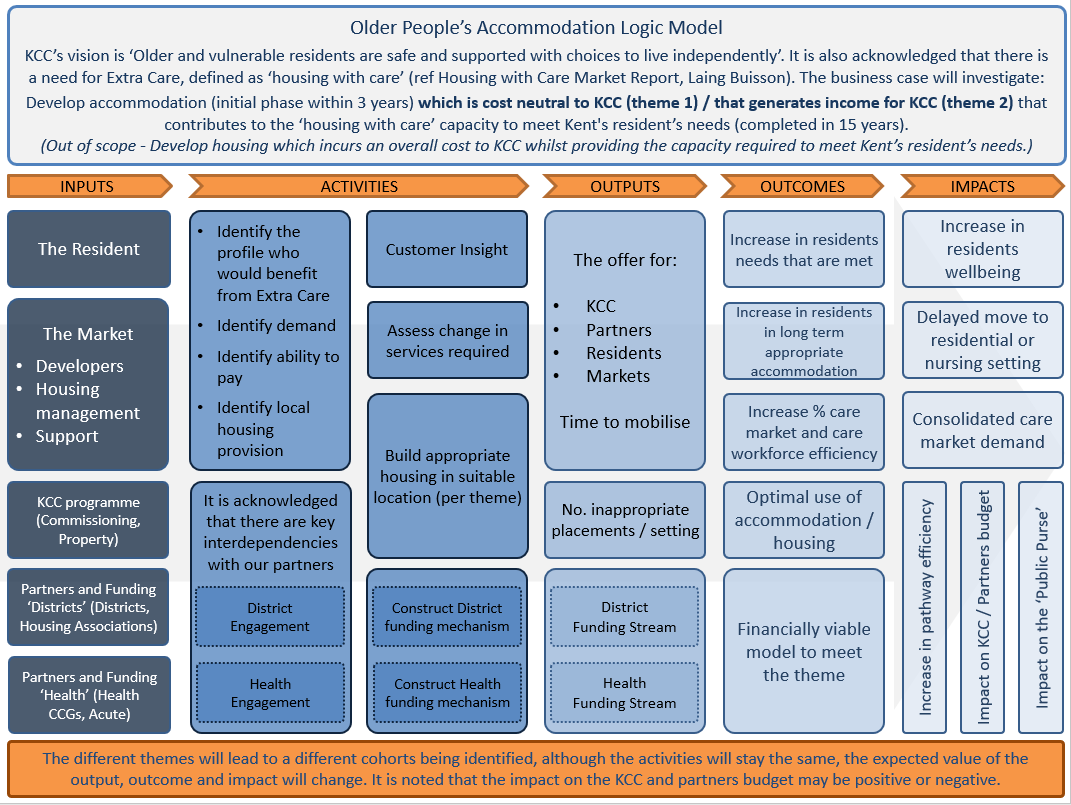 Older People’s Accommodation Logic Model
KCC’s vision is ‘Older and vulnerable residents are safe and supported with choices to live independently’. It is also acknowledged that there is
a need for Extra Care, defined as ‘housing with care’ (ref Housing with Care Market Report, Laing Buisson). The business case will investigate:
Develop accommodation (initial phase within 3 years) which is cost neutral to KCC (theme 1) / that generates income for KCC (theme 2) that
contributes to the ‘housing with care’ capacity to meet Kent's resident’s needs (completed in 15 years).
(Out of scope - Develop housing which incurs an overall cost to KCC whilst providing the capacity required to meet Kent’s resident’s needs.)
INPUTS
ACTIVITIES
OUTPUTS
OUTCOMES
IMPACTS
The Resident
The Market
• Developers
• Housing
management
• Support
KCC programme
(Commissioning,
Property)
Partners and Funding
‘Districts’ (Districts,
Housing Associations)
Partners and Funding
‘Health’ (Health
CCGs, Acute)
• Identify the
profile who
would benefit
from Extra Care
• Identify demand
• Identify ability to
pay
• Identify local
housing
provision
It is acknowledged
that there are key
interdependencies
with our partners
District
Engagement
Health
Engagement
Customer Insight
Assess change in
services required
Build appropriate
housing in suitable
location (per theme)
Construct District
funding mechanism
Construct Health
funding mechanism
The offer for:
• KCC
• Partners
• Residents
• Markets
Time to mobilise
No. inappropriate
placements / setting
District
Funding Stream
Health
Funding Stream
Increase in residents
needs that are met
Increase in residents
in long term
appropriate
accommodation
Increase % care
market and care
workforce efficiency
Optimal use of
accommodation /
housing
Financially viable
model to meet
the theme
Increase in
residents
wellbeing
Delayed move to
residential or
nursing setting
Consolidated care
market demand
Increase in pathway efficiency
Impact on KCC / Partners budget
Impact on the ‘Public Purse’
The different themes will lead to a different cohorts being identified, although the activities will stay the same, the expected value of the
output, outcome and impact will change. It is noted that the impact on the KCC and partners budget may be positive or negative.